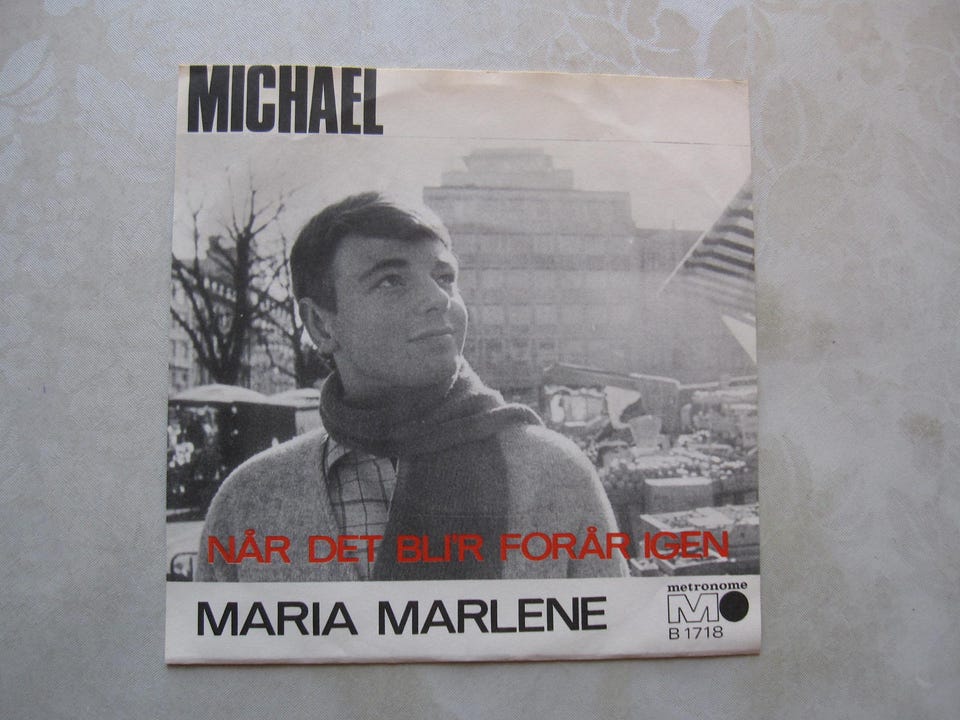 MICHAEL
NÅR DET BLI'R FORÅR IGEN
MARIA MARLENE
metronome
M
B 1718